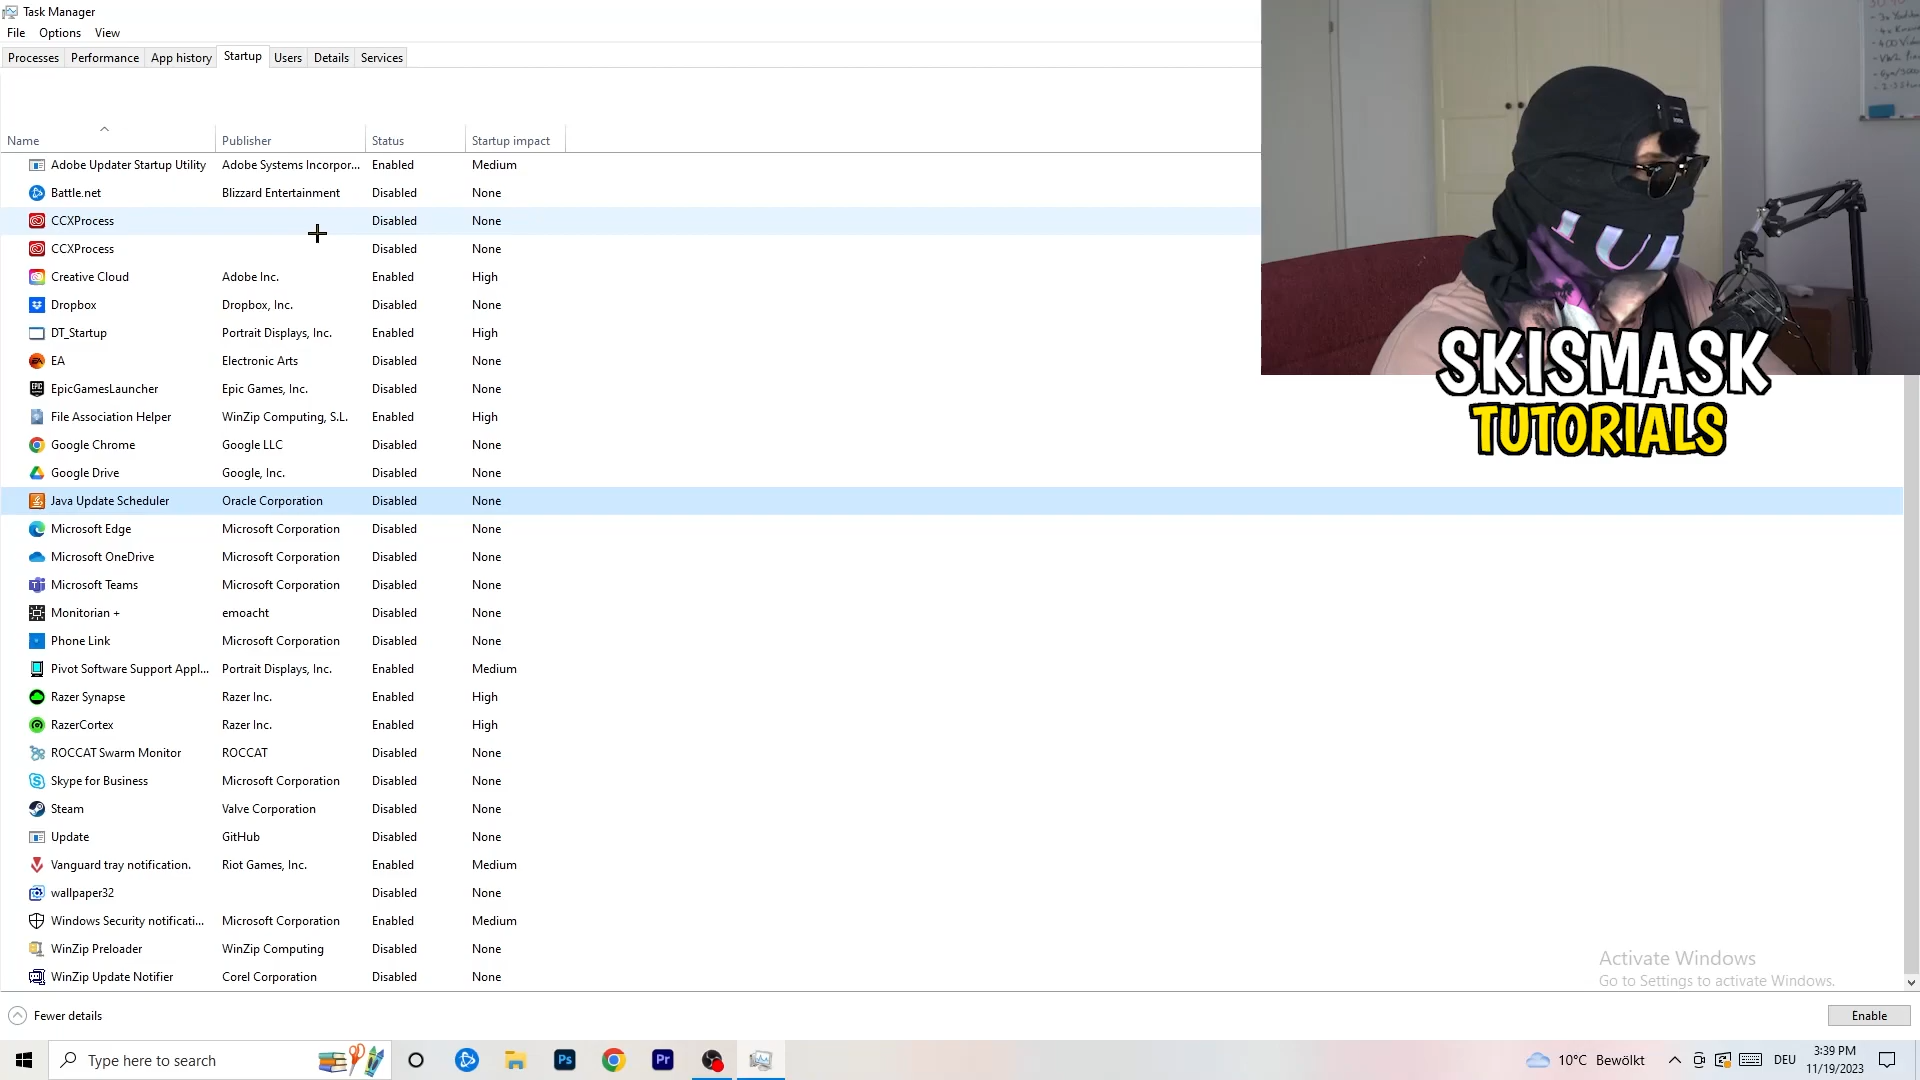 Task Manager
File Options View
Processes Performance App history Startup Users Details Services
Name Publisher Status Startup impact
Adobe Updater Startup Utility Adobe Systems Incorpor... Enabled Medium
Battle.net Blizzard Entertainment Disabled None
CCXProcess Disabled None
CCXProcess Disabled None
Creative Cloud Adobe Inc. Enabled High
Dropbox Dropbox, Inc. Disabled None
DT_Startup Portrait Displays, Inc. Enabled High
EA Electronic Arts Disabled None
EpicGamesLauncher Epic Games, Inc. Disabled None
File Association Helper WinZip Computing, S.L. Enabled High
Google Chrome Google LLC Disabled None
Google Drive Google, Inc. Disabled None
Java Update Scheduler Oracle Corporation Disabled None
Microsoft Edge Microsoft Corporation Disabled None
Microsoft OneDrive Microsoft Corporation Disabled None
Microsoft Teams Microsoft Corporation Disabled None
Monitorian + emoacht Disabled None
Phone Link Microsoft Corporation Disabled None
Pivot Software Support Appl... Portrait Displays, Inc. Enabled Medium
Razer Synapse Razer Inc. Enabled High
RazerCortex Razer Inc. Enabled High
ROCCAT Swarm Monitor ROCCAT Disabled None
Skype for Business Microsoft Corporation Disabled None
Steam Valve Corporation Disabled None
Update GitHub Disabled None
Vanguard tray notification. Riot Games, Inc. Enabled Medium
wallpaper32 Disabled None
Windows Security notificati... Microsoft Corporation Enabled Medium
WinZip Preloader WinZip Computing Disabled None
WinZip Update Notifier Corel Corporation Disabled None
SKISMASK
TUTORIALS
Activate Windows
Go to Settings to activate Windows.
Fewer details Enable
Type here to search Ps Pr 10°C Bewölkt DEU 3:39 PM
11/19/2023